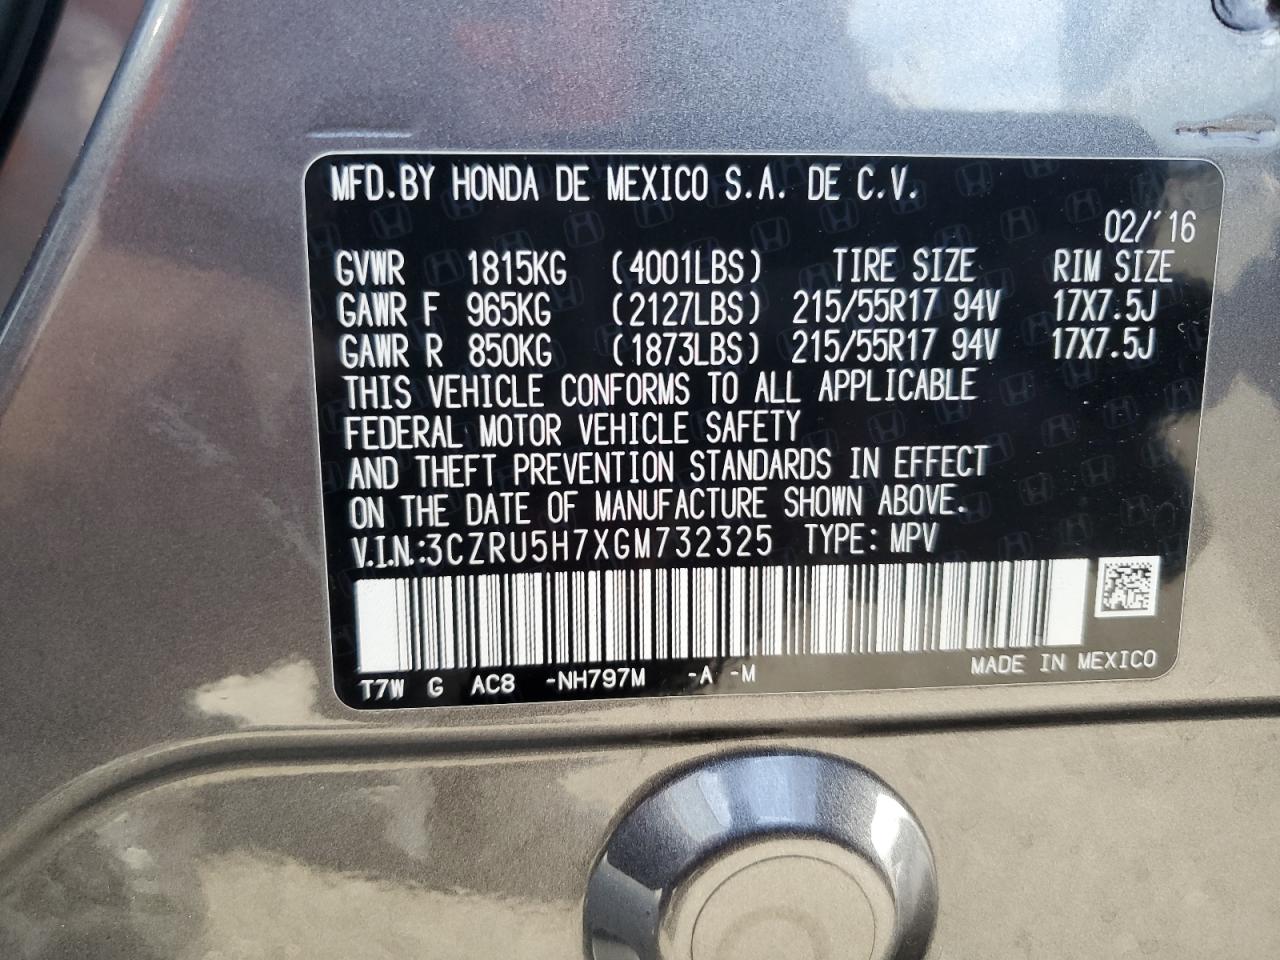 MFD.BY HONDA DE MEXICO S.A. DE C.V.
02/'16
GVWR 1815KG (4001LBS) TIRE SIZE RIM SIZE
GAWR F 965KG (2127LBS) 215/55R17 94V 17X7.5J
GAWR R 850KG (1873LBS) 215/55R17 94V 17X7.5J
THIS VEHICLE CONFORMS TO ALL APPLICABLE
FEDERAL MOTOR VEHICLE SAFETY
AND THEFT PREVENTION STANDARDS IN EFFECT
ON THE DATE OF MANUFACTURE SHOWN ABOVE.
V.I.N.:3CZRU5H7XGM732325 TYPE: MPV
T7W G AC8 -NH797M -A -M MADE IN MEXICO